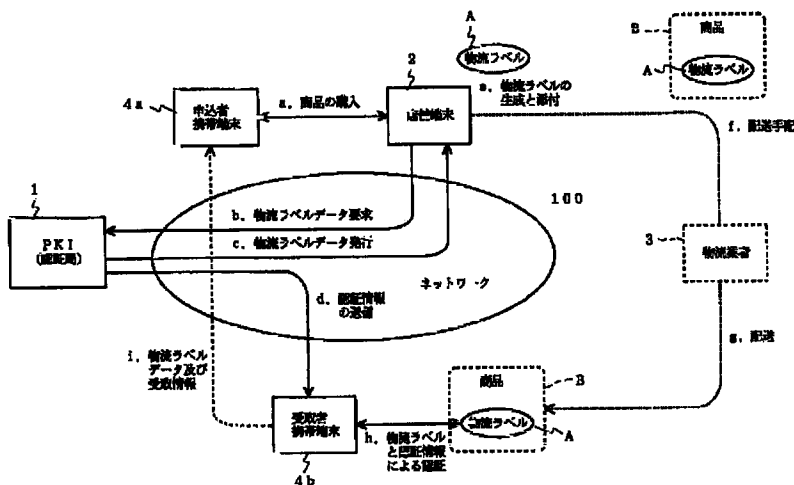 A
物流ラベル
B
商品
A
物流ラベル
2
店舗端末
e. 物流ラベルの
生成と添付
4a
申込者
携帯端末
a. 商品の購入
f. 配送手配
100
1
PKI
(認証局)
b. 物流ラベルデータ要求
c. 物流ラベルデータ発行
3
物流業者
ネットワーク
d. 認証情報
の送信
g. 配送
i. 物流ラベル
データ及び
受取情報
商品
B
受取者
携帯端末
物流ラベル
h. 物流ラベル
と認証情報
による認証
A
4b